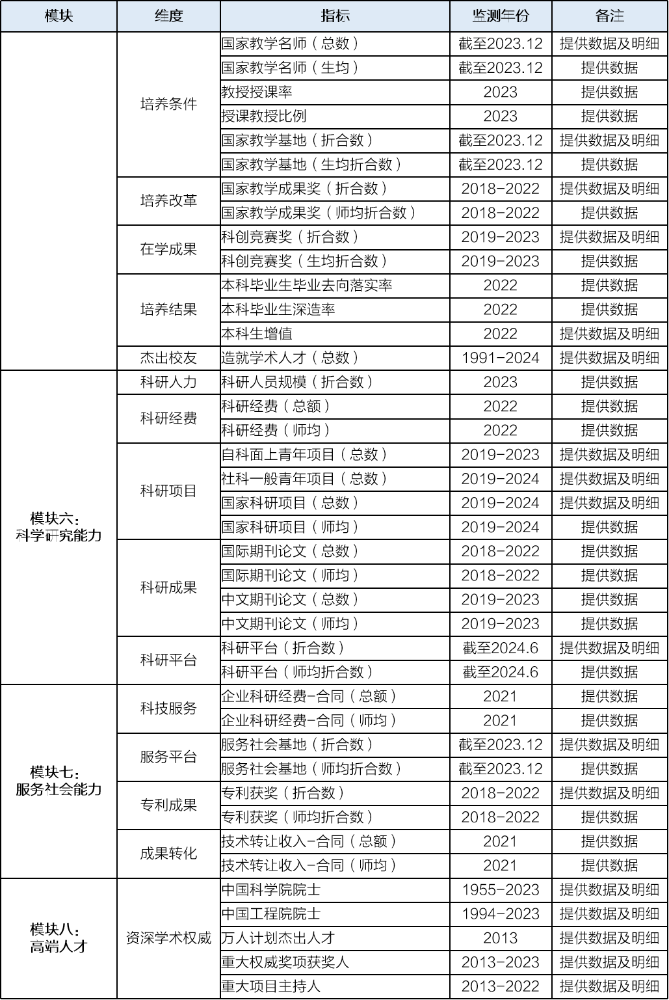 模块 维度 指标 监测年份 备注
培养条件 国家教学名师（总数） 截至2023.12 提供数据及明细
国家教学名师（生均） 截至2023.12 提供数据
教授授课率 2023 提供数据
授课教授比例 2023 提供数据
国家教学基地（折合数） 截至2023.12 提供数据及明细
国家教学基地（生均折合数） 截至2023.12 提供数据
培养改革 国家教学成果奖（折合数） 2018-2022 提供数据及明细
国家教学成果奖（师均折合数） 2018-2022 提供数据
在学成果 科创竞赛奖（折合数） 2019-2023 提供数据及明细
科创竞赛奖（生均折合数） 2019-2023 提供数据
培养结果 本科毕业生毕业去向落实率 2022 提供数据
本科毕业生深造率 2022 提供数据
本科生增值 2022 提供数据及明细
杰出校友 造就学术人才（总数） 1991-2024 提供数据及明细
模块六：
科学研究能力
科研人力 科研人员规模（折合数） 2023 提供数据
科研经费 科研经费（总额） 2022 提供数据
科研经费（师均） 2022 提供数据
科研项目 自科面上青年项目（总数） 2019-2023 提供数据及明细
社科一般青年项目（总数） 2019-2024 提供数据及明细
国家科研项目（总数） 2019-2024 提供数据及明细
国家科研项目（师均） 2019-2024 提供数据
科研成果 国际期刊论文（总数） 2018-2022 提供数据
国际期刊论文（师均） 2018-2022 提供数据
中文期刊论文（总数） 2019-2023 提供数据
中文期刊论文（师均） 2019-2023 提供数据
科研平台 科研平台（折合数） 截至2024.6 提供数据及明细
科研平台（师均折合数） 截至2024.6 提供数据
模块七：
服务社会能力
科技服务 企业科研经费-合同（总额） 2021 提供数据
企业科研经费-合同（师均） 2021 提供数据
服务平台 服务社会基地（折合数） 截至2023.12 提供数据及明细
服务社会基地（师均折合数） 截至2023.12 提供数据
专利成果 专利获奖（折合数） 2018-2022 提供数据及明细
专利获奖（师均折合数） 2018-2022 提供数据
成果转化 技术转让收入-合同（总额） 2021 提供数据
技术转让收入-合同（师均） 2021 提供数据
模块八：
高端人才
资深学术权威 中国科学院院士 1955-2023 提供数据及明细
中国工程院院士 1994-2023 提供数据及明细
万人计划杰出人才 2013 提供数据及明细
重大权威奖项获奖人 2013-2023 提供数据及明细
重大项目主持人 2013-2022 提供数据及明细